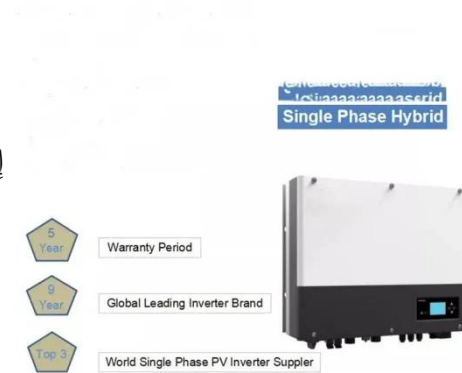 Single Phase Hybrid
5
Year
Warranty Period
9
Year
Global Leading Inverter Brand
Top 3
World Single Phase PV Inverter Suppler